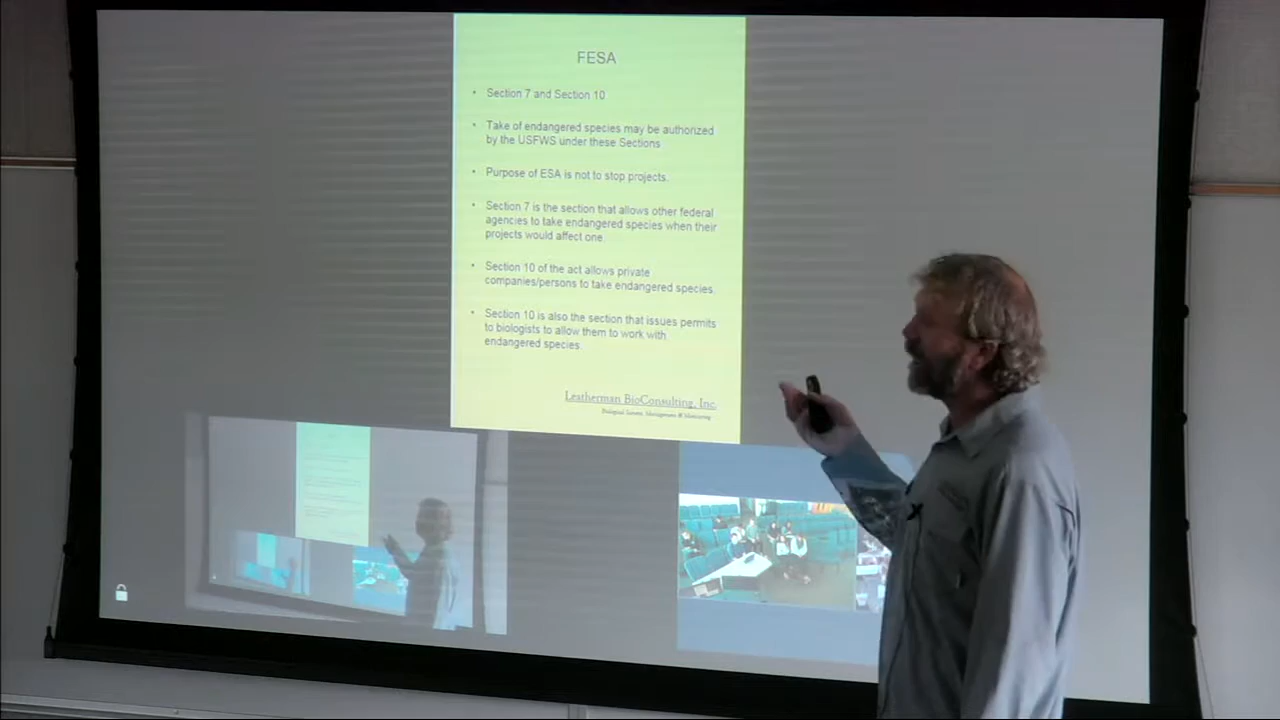 FESA
• Section 7 and Section 10
• Take of endangered species may be authorized
by the USFWS under these Sections
• Purpose of ESA is not to stop projects.
• Section 7 is the section that allows other federal
agencies to take endangered species when their
projects would affect one.
• Section 10 of the act allows private
companies/persons to take endangered species.
• Section 10 is also the section that issues permits
to biologists to allow them to work with
endangered species.
Leatherman BioConsulting, Inc.
Biological Surveys, Management & Monitoring